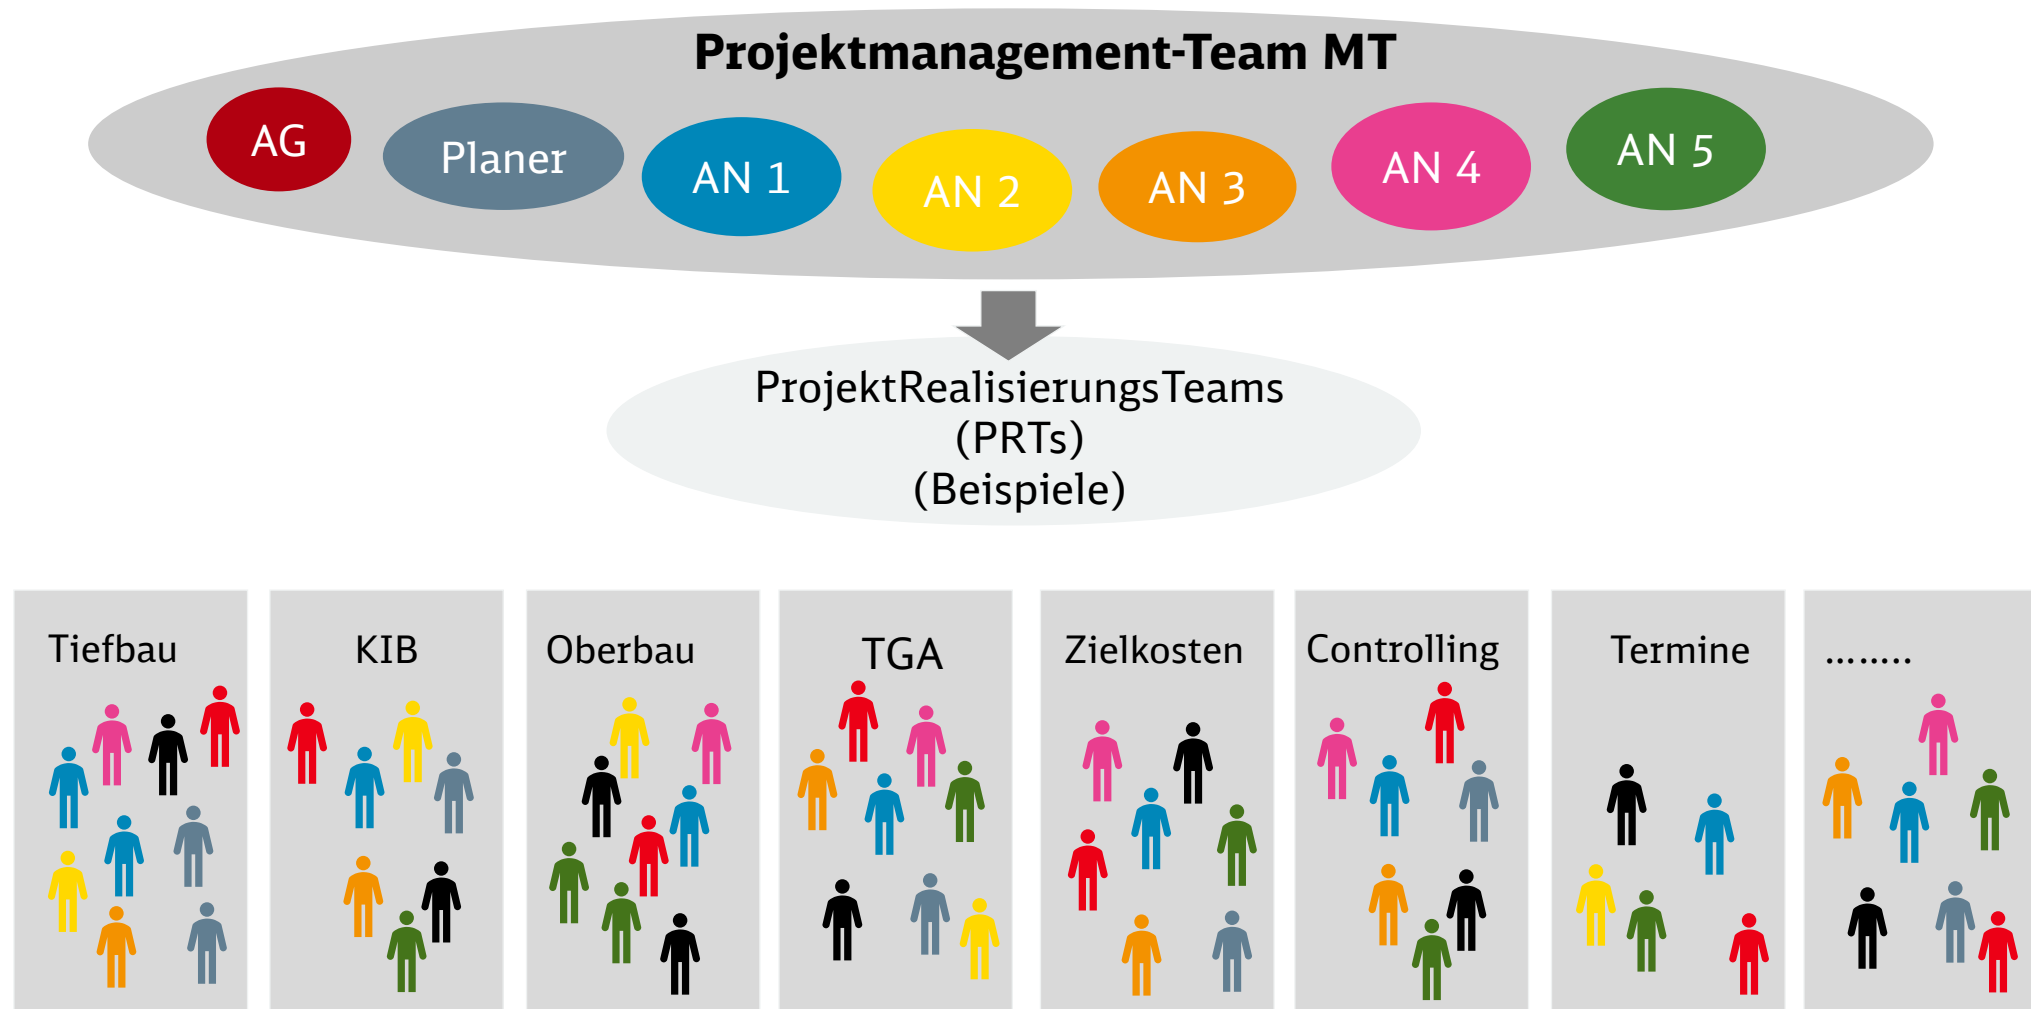 Projektmanagement-Team MT
AG
Planer
AN 1
AN 2
AN 3
AN 4
AN 5
ProjektRealisierungsTeams
(PRTs)
(Beispiele)
Tiefbau
KIB
Oberbau
TGA
Zielkosten
Controlling
Termine
........